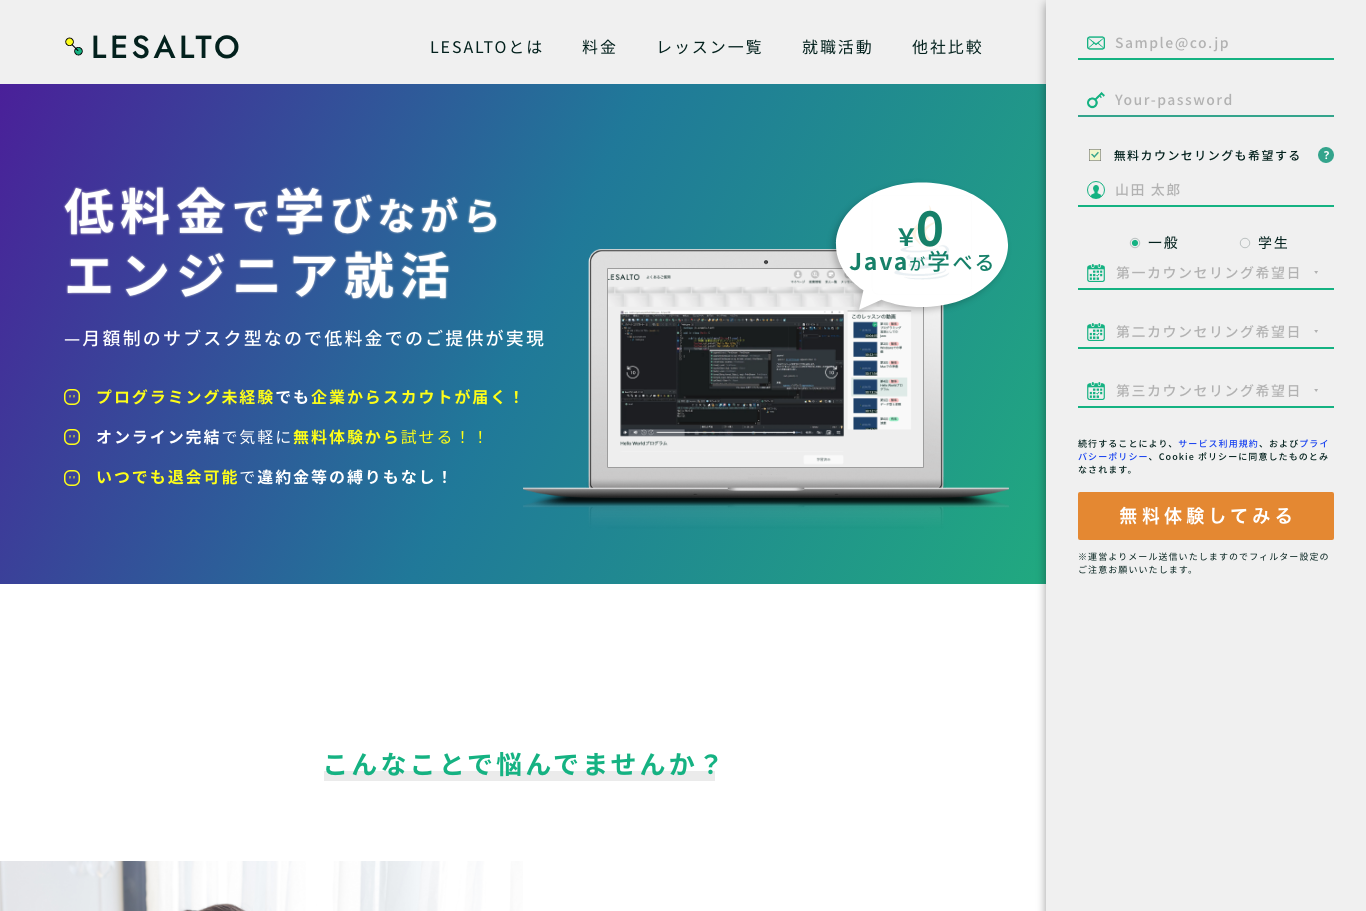 LESALTO
LESALTOとは 料金 レッスン一覧 就職活動 他社比較
低料金で学びながら
エンジニア就活
—月額制のサブスク型なので低料金でのご提供が実現
プログラミング未経験でも企業からスカウトが届く！
オンライン完結で気軽に無料体験から試せる！！
いつでも退会可能で違約金等の縛りもなし！
¥0
Javaが学べる
LESALTO よくあるご質問
このレッスンの動画
Hello Worldプログラム
こんなことで悩んでませんか？
Sample@co.jp
Your-password
無料カウンセリングも希望する ?
山田 太郎
一般 学生
第一カウンセリング希望日
第二カウンセリング希望日
第三カウンセリング希望日
続行することにより、サービス利用規約、およびプライ
バシーポリシー、Cookie ポリシーに同意したものとみ
なされます。
無料体験してみる
※運営よりメール送信いたしますのでフィルター設定の
ご注意お願いいたします。